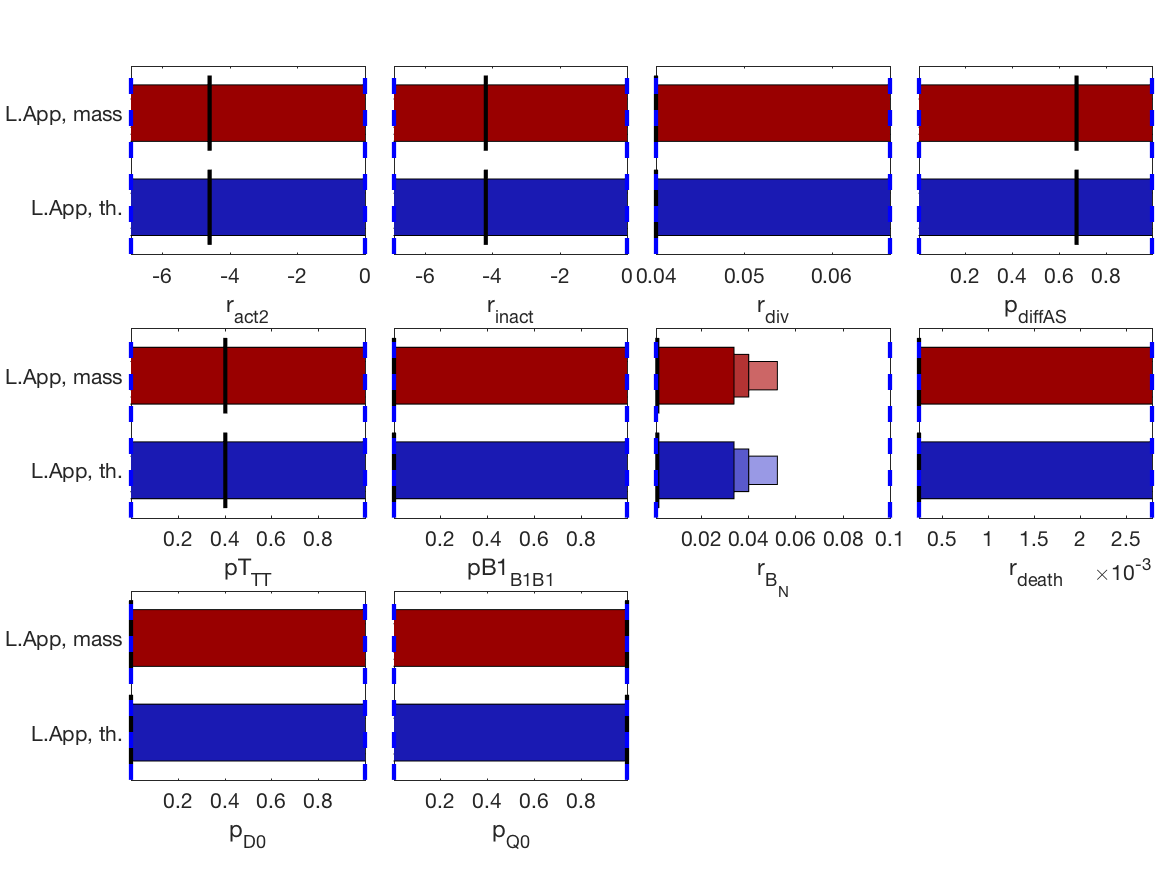 L.App, mass
L.App, th.
-6 -4 -2 0
r_act2
-6 -4 -2 0
r_inact
0.04 0.05 0.06
r_div
0.2 0.4 0.6 0.8
p_diffAS
L.App, mass
L.App, th.
0.2 0.4 0.6 0.8
pT_TT
0.2 0.4 0.6 0.8
pB1_B1B1
0.02 0.04 0.06 0.08 0.1
r_B_N
0.5 1 1.5 2 2.5
r_death ×10^-3
L.App, mass
L.App, th.
0.2 0.4 0.6 0.8
p_D0
0.2 0.4 0.6 0.8
p_Q0